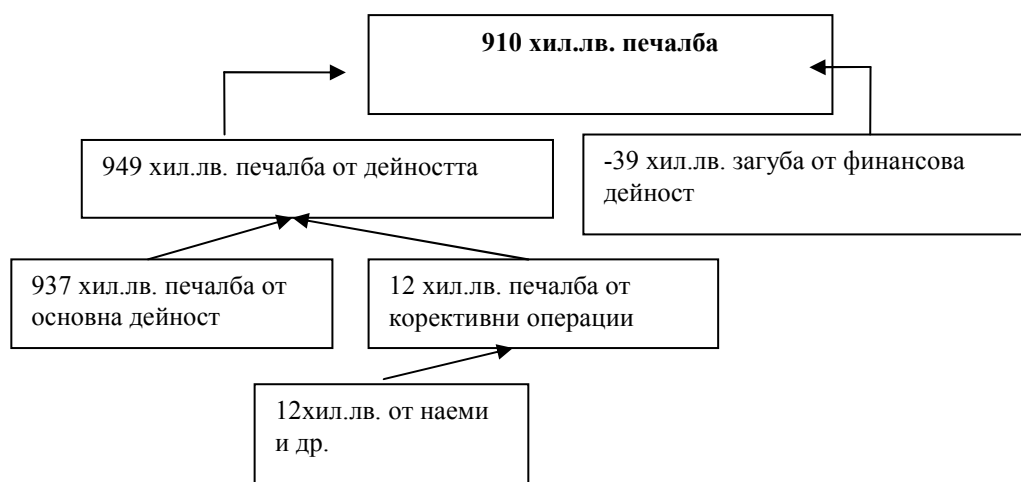 910 хил.лв. печалба
949 хил.лв. печалба от дейността
-39 хил.лв. загуба от финансова
дейност
937 хил.лв. печалба от
основна дейност
12 хил.лв. печалба от
корективни операции
12хил.лв. от наеми
и др.